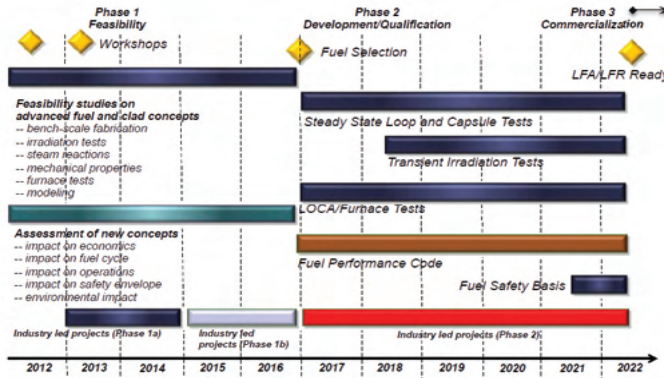 Phase 1
Feasibility
Phase 2
Development/Qualification
Phase 3
Commercialization
Workshops
Fuel Selection
LFA/LFR Ready
Feasibility studies on
advanced fuel and clad concepts
-- bench-scale fabrication
-- irradiation tests
-- steam reactions
-- mechanical properties
-- furnace tests
-- modeling
Steady State Loop and Capsule Tests
Transient Irradiation Tests
LOCA/Furnace Tests
Assessment of new concepts
-- impact on economics
-- impact on fuel cycle
-- impact on operations
-- impact on safety envelope
-- environmental impact
Fuel Performance Code
Fuel Safety Basis
Industry led projects (Phase 1a)
Industry led
projects (Phase 1b)
Industry led projects (Phase 2)
2012 2013 2014 2015 2016 2017 2018 2019 2020 2021 2022